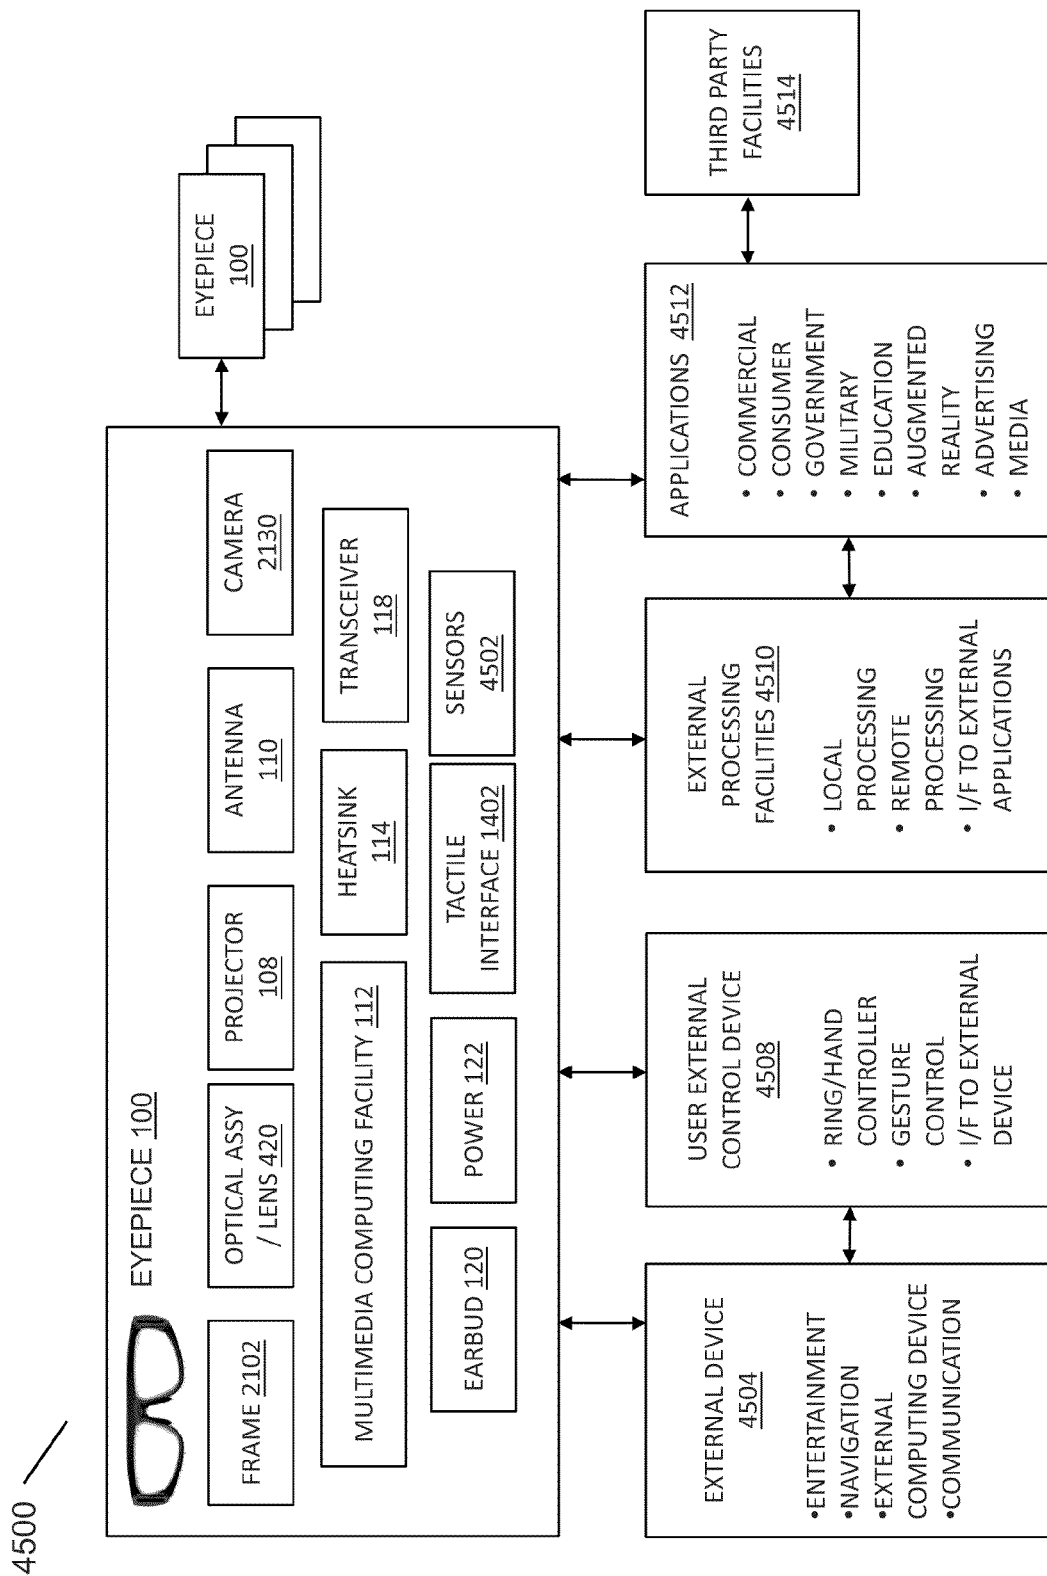 4500
EYEPIECE 100
FRAME 2102
OPTICAL ASSY
/ LENS 420
PROJECTOR
108
ANTENNA
110
CAMERA
2130
MULTIMEDIA COMPUTING FACILITY 112
HEATSINK
114
TRANSCEIVER
118
EARBUD 120
POWER 122
TACTILE
INTERFACE 1402
SENSORS
4502
EYEPIECE
100
EXTERNAL DEVICE
4504
•ENTERTAINMENT
•NAVIGATION
•EXTERNAL
COMPUTING DEVICE
•COMMUNICATION
USER EXTERNAL
CONTROL DEVICE
4508
• RING/HAND
CONTROLLER
• GESTURE
CONTROL
• I/F TO EXTERNAL
DEVICE
EXTERNAL
PROCESSING
FACILITIES 4510
• LOCAL
PROCESSING
• REMOTE
PROCESSING
• I/F TO EXTERNAL
APPLICATIONS
APPLICATIONS 4512
• COMMERCIAL
• CONSUMER
• GOVERNMENT
• MILITARY
• EDUCATION
• AUGMENTED
REALITY
• ADVERTISING
• MEDIA
THIRD PARTY
FACILITIES
4514